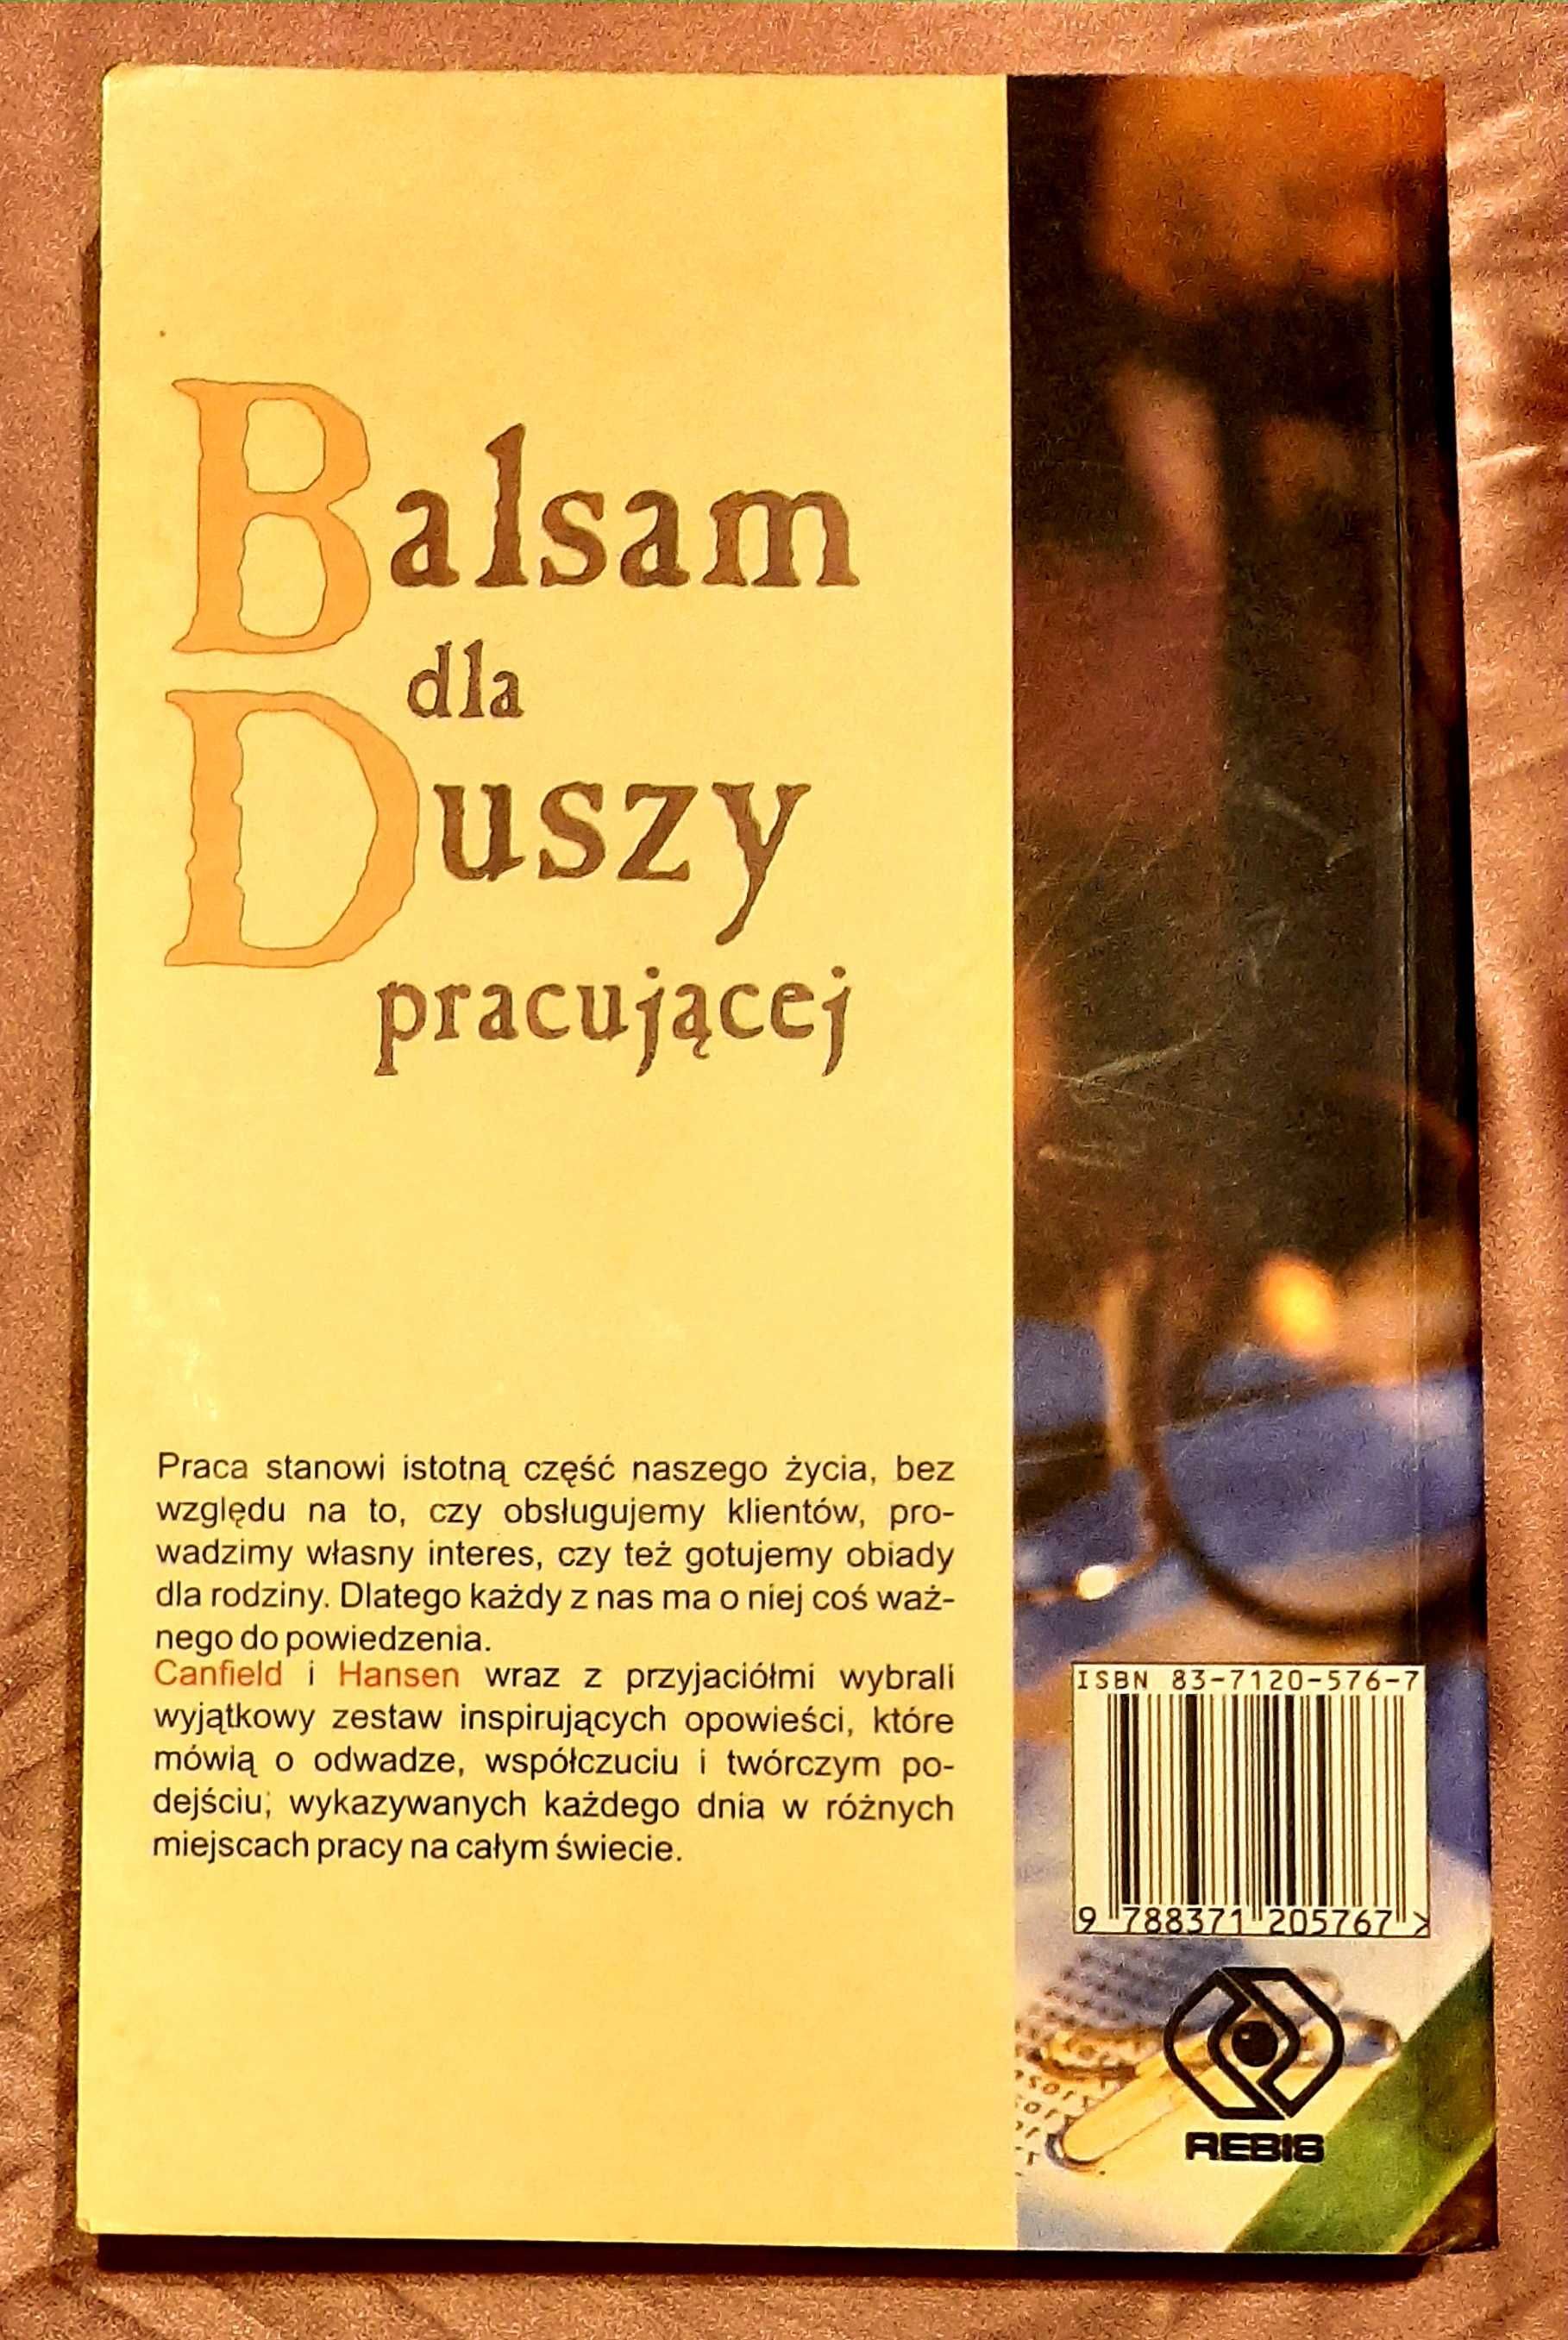 Balsam
dla
Duszy
pracującej
Praca stanowi istotną część naszego życia, bez
względu na to, czy obsługujemy klientów, pro-
wadzimy własny interes, czy też gotujemy obiady
dla rodziny. Dlatego każdy z nas ma o niej coś waż-
nego do powiedzenia.
Canfield i Hansen wraz z przyjaciółmi wybrali
wyjątkowy zestaw inspirujących opowieści, które
mówią o odwadze, współczuciu i twórczym po-
dejściu, wykazywanych każdego dnia w różnych
miejscach pracy na całym świecie.
ISBN 83-7120-576-7
9 788371 205767 >
REBIS